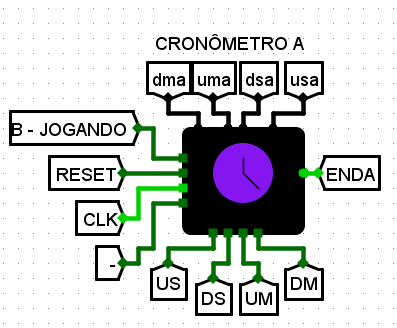 CRONÔMETRO A
dma uma dsa usa
B - JOGANDO
RESET
ENDA
CLK
-
US DS UM DM